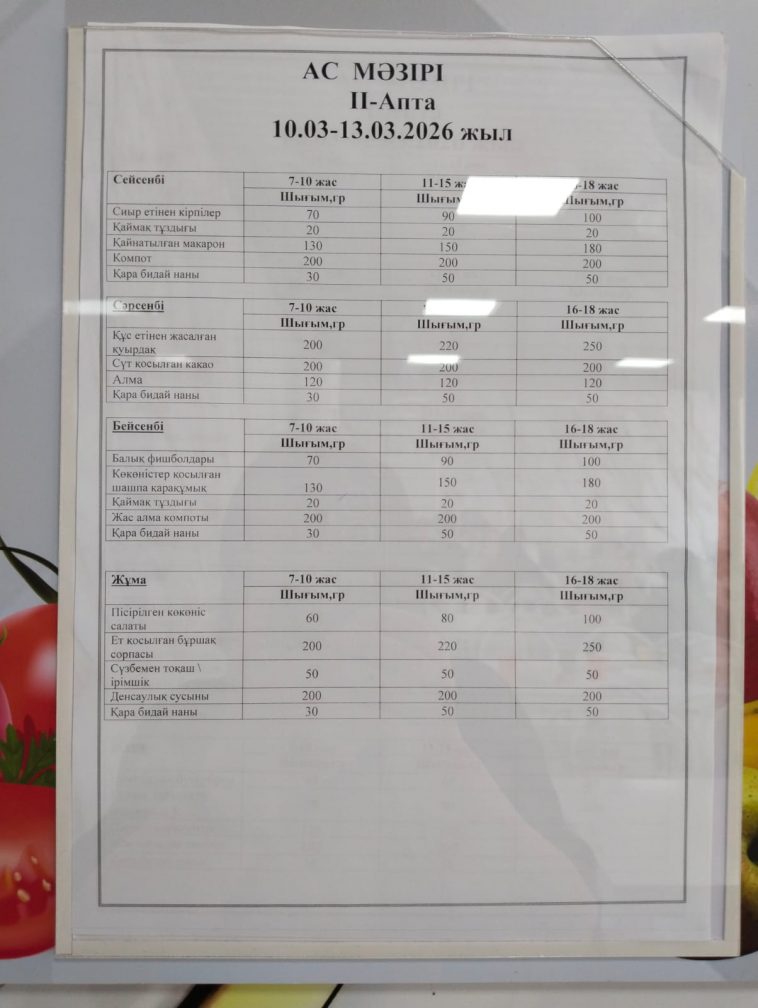 АС МӘЗІРІ
ІІ-Апта
10.03-13.03.2026 жыл
Сейсенбі 7-10 жас 11-15 -18 жас
Шығым,гр Шығым,гр
Сиыр етінен кірпілер 70 90 100
Қаймақ тұздығы 20 20 20
Қайнатылған макарон 130 150 180
Компот 200 200 200
Қара бидай наны 30 50 50
Сәрсенбі 7-10 жас 16-18 жас
Шығым,гр Шығым,гр Шығым,гр
Құс етінен жасалған
қуырдақ 200 220 250
Сүт қосылған какао 200 200 200
Алма 120 120 120
Қара бидай наны 30 50 50
Бейсенбі 7-10 жас 11-15 жас 16-18 жас
Шығым,гр Шығым,гр Шығым,гр
Балық фишболдары 70 90 100
Көкөністер қосылған
шашпа қарақұмық 130 150 180
Қаймақ тұздығы 20 20 20
Жас алма компоты 200 200 200
Қара бидай наны 30 50 50
Жұма 7-10 жас 11-15 жас 16-18 жас
Шығым,гр Шығым,гр Шығым,гр
Пісірілген көкөніс
салаты 60 80 100
Ет қосылған бұршақ
сорпасы 200 220 250
Сүзбемен тоқаш \
ірімшік 50 50 50
Денсаулық сусыны 200 200 200
Қара бидай наны 30 50 50